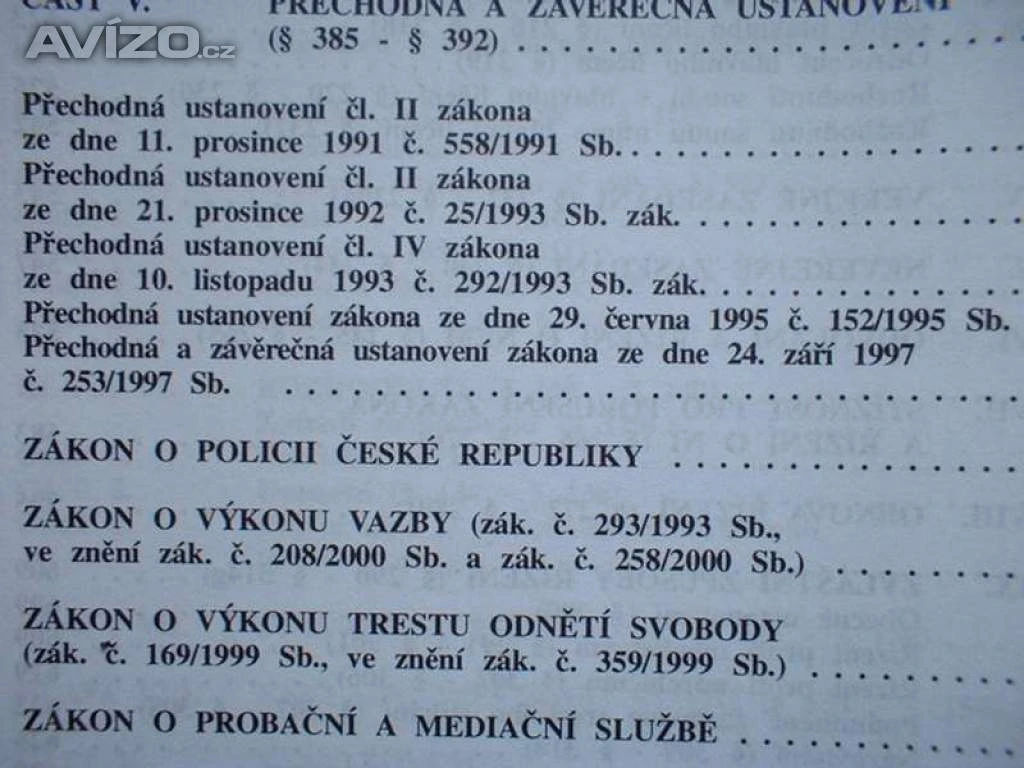 ČÁST V. PŘECHODNÁ A ZÁVĚREČNÁ USTANOVENÍ
AVÍZO.cz
(§ 385 - § 392) . . . . . . . . . . . . . . . . . . . . . . . . . . .
Přechodná ustanovení čl. II zákona
ze dne 11. prosince 1991 č. 558/1991 Sb. . . . . . . . . . . . . . . . . . . .
Přechodná ustanovení čl. II zákona
ze dne 21. prosince 1992 č. 25/1993 Sb. zák. . . . . . . . . . . . . . . . .
Přechodná ustanovení čl. IV zákona
ze dne 10. listopadu 1993 č. 292/1993 Sb. zák. . . . . . . . . . . . . . .
Přechodná ustanovení zákona ze dne 29. června 1995 č. 152/1995 Sb.
Přechodná a závěrečná ustanovení zákona ze dne 24. září 1997
č. 253/1997 Sb. . . . . . . . . . . . . . . . . . . . . . . . . . . . . . . . . .
ZÁKON O POLICII ČESKÉ REPUBLIKY . . . . . . . . . . . . . . .
ZÁKON O VÝKONU VAZBY (zák. č. 293/1993 Sb.,
ve znění zák. č. 208/2000 Sb. a zák. č. 258/2000 Sb.) . . . . . . . . .
ZÁKON O VÝKONU TRESTU ODNĚTÍ SVOBODY
(zák. č. 169/1999 Sb., ve znění zák. č. 359/1999 Sb.) . . . . . . . . . .
ZÁKON O PROBAČNÍ A MEDIAČNÍ SLUŽBĚ . . . . . . . . . . . . .